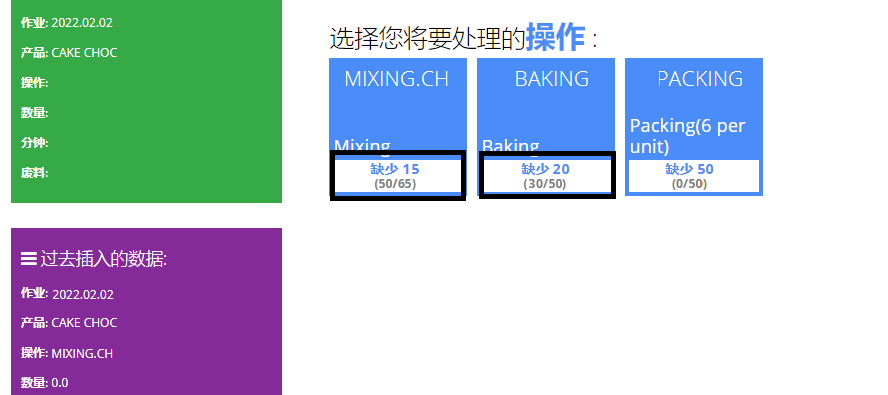 作业: 2022.02.02
产品: CAKE CHOC
操作:
数量:
分钟:
废料:
过去插入的数据:
作业: 2022.02.02
产品: CAKE CHOC
操作: MIXING.CH
数量: 0.0
选择您将要处理的操作 :
MIXING.CH
Mixing
缺少 15
(50/65)
BAKING
Baking
缺少 20
(30/50)
PACKING
Packing(6 per
unit)
缺少 50
(0/50)